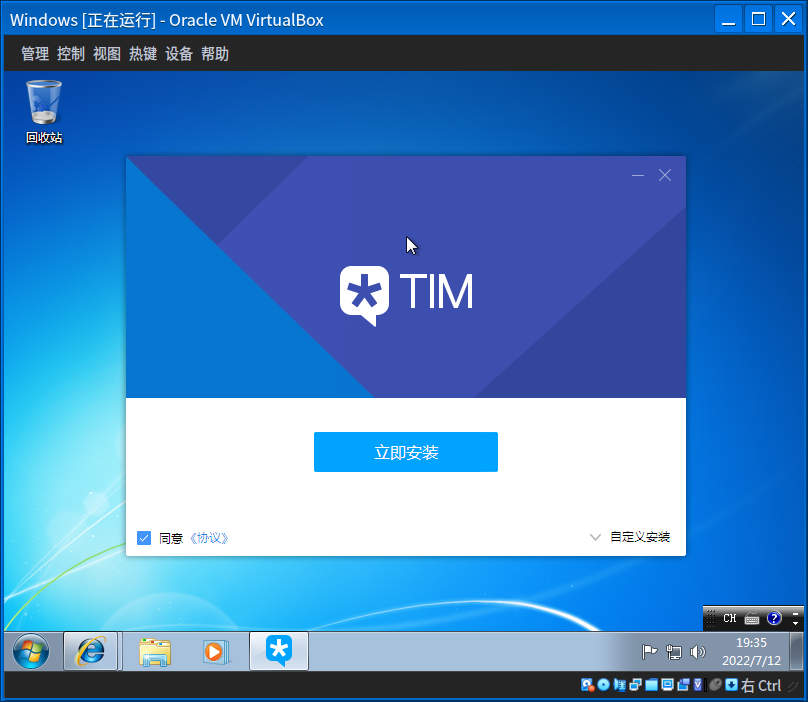 Windows [正在运行] - Oracle VM VirtualBox
管理 控制 视图 热键 设备 帮助
回收站
TIM
立即安装
同意《协议》
自定义安装
CH
19:35
2022/7/12
右 Ctrl